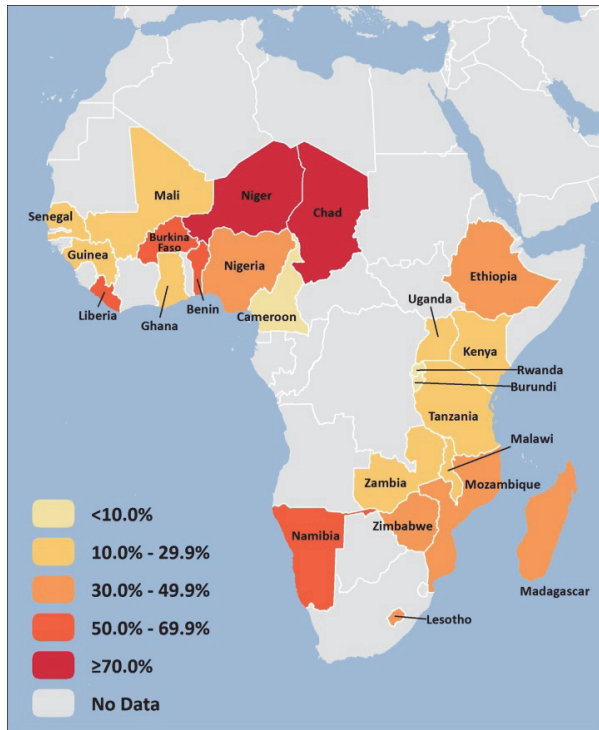 Mali
Niger
Chad
Senegal
Burkina
Faso
Guinea
Nigeria
Ethiopia
Liberia
Ghana
Benin
Cameroon
Uganda
Kenya
Rwanda
Burundi
Tanzania
Malawi
Zambia
Mozambique
Namibia
Zimbabwe
Madagascar
Lesotho
<10.0%
10.0% - 29.9%
30.0% - 49.9%
50.0% - 69.9%
≥70.0%
No Data